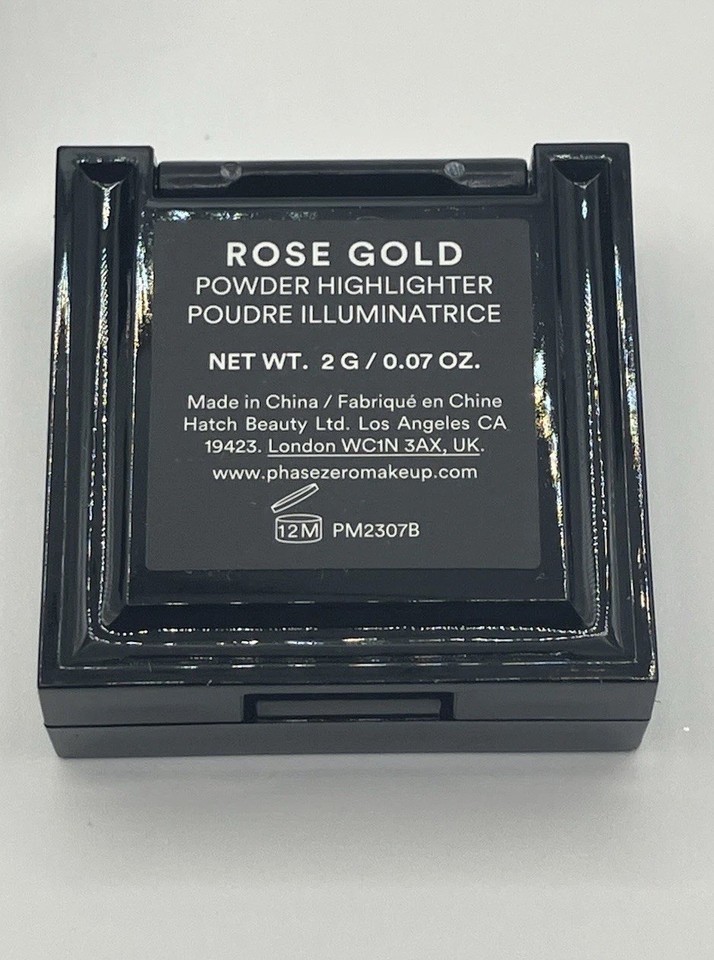 ROSE GOLD
POWDER HIGHLIGHTER
POUDRE ILLUMINATRICE
NET WT. 2 G / 0.07 OZ.
Made in China / Fabriqué en Chine
Hatch Beauty Ltd. Los Angeles CA
19423. London WC1N 3AX, UK.
www.phasezeromakeup.com
12M PM2307B